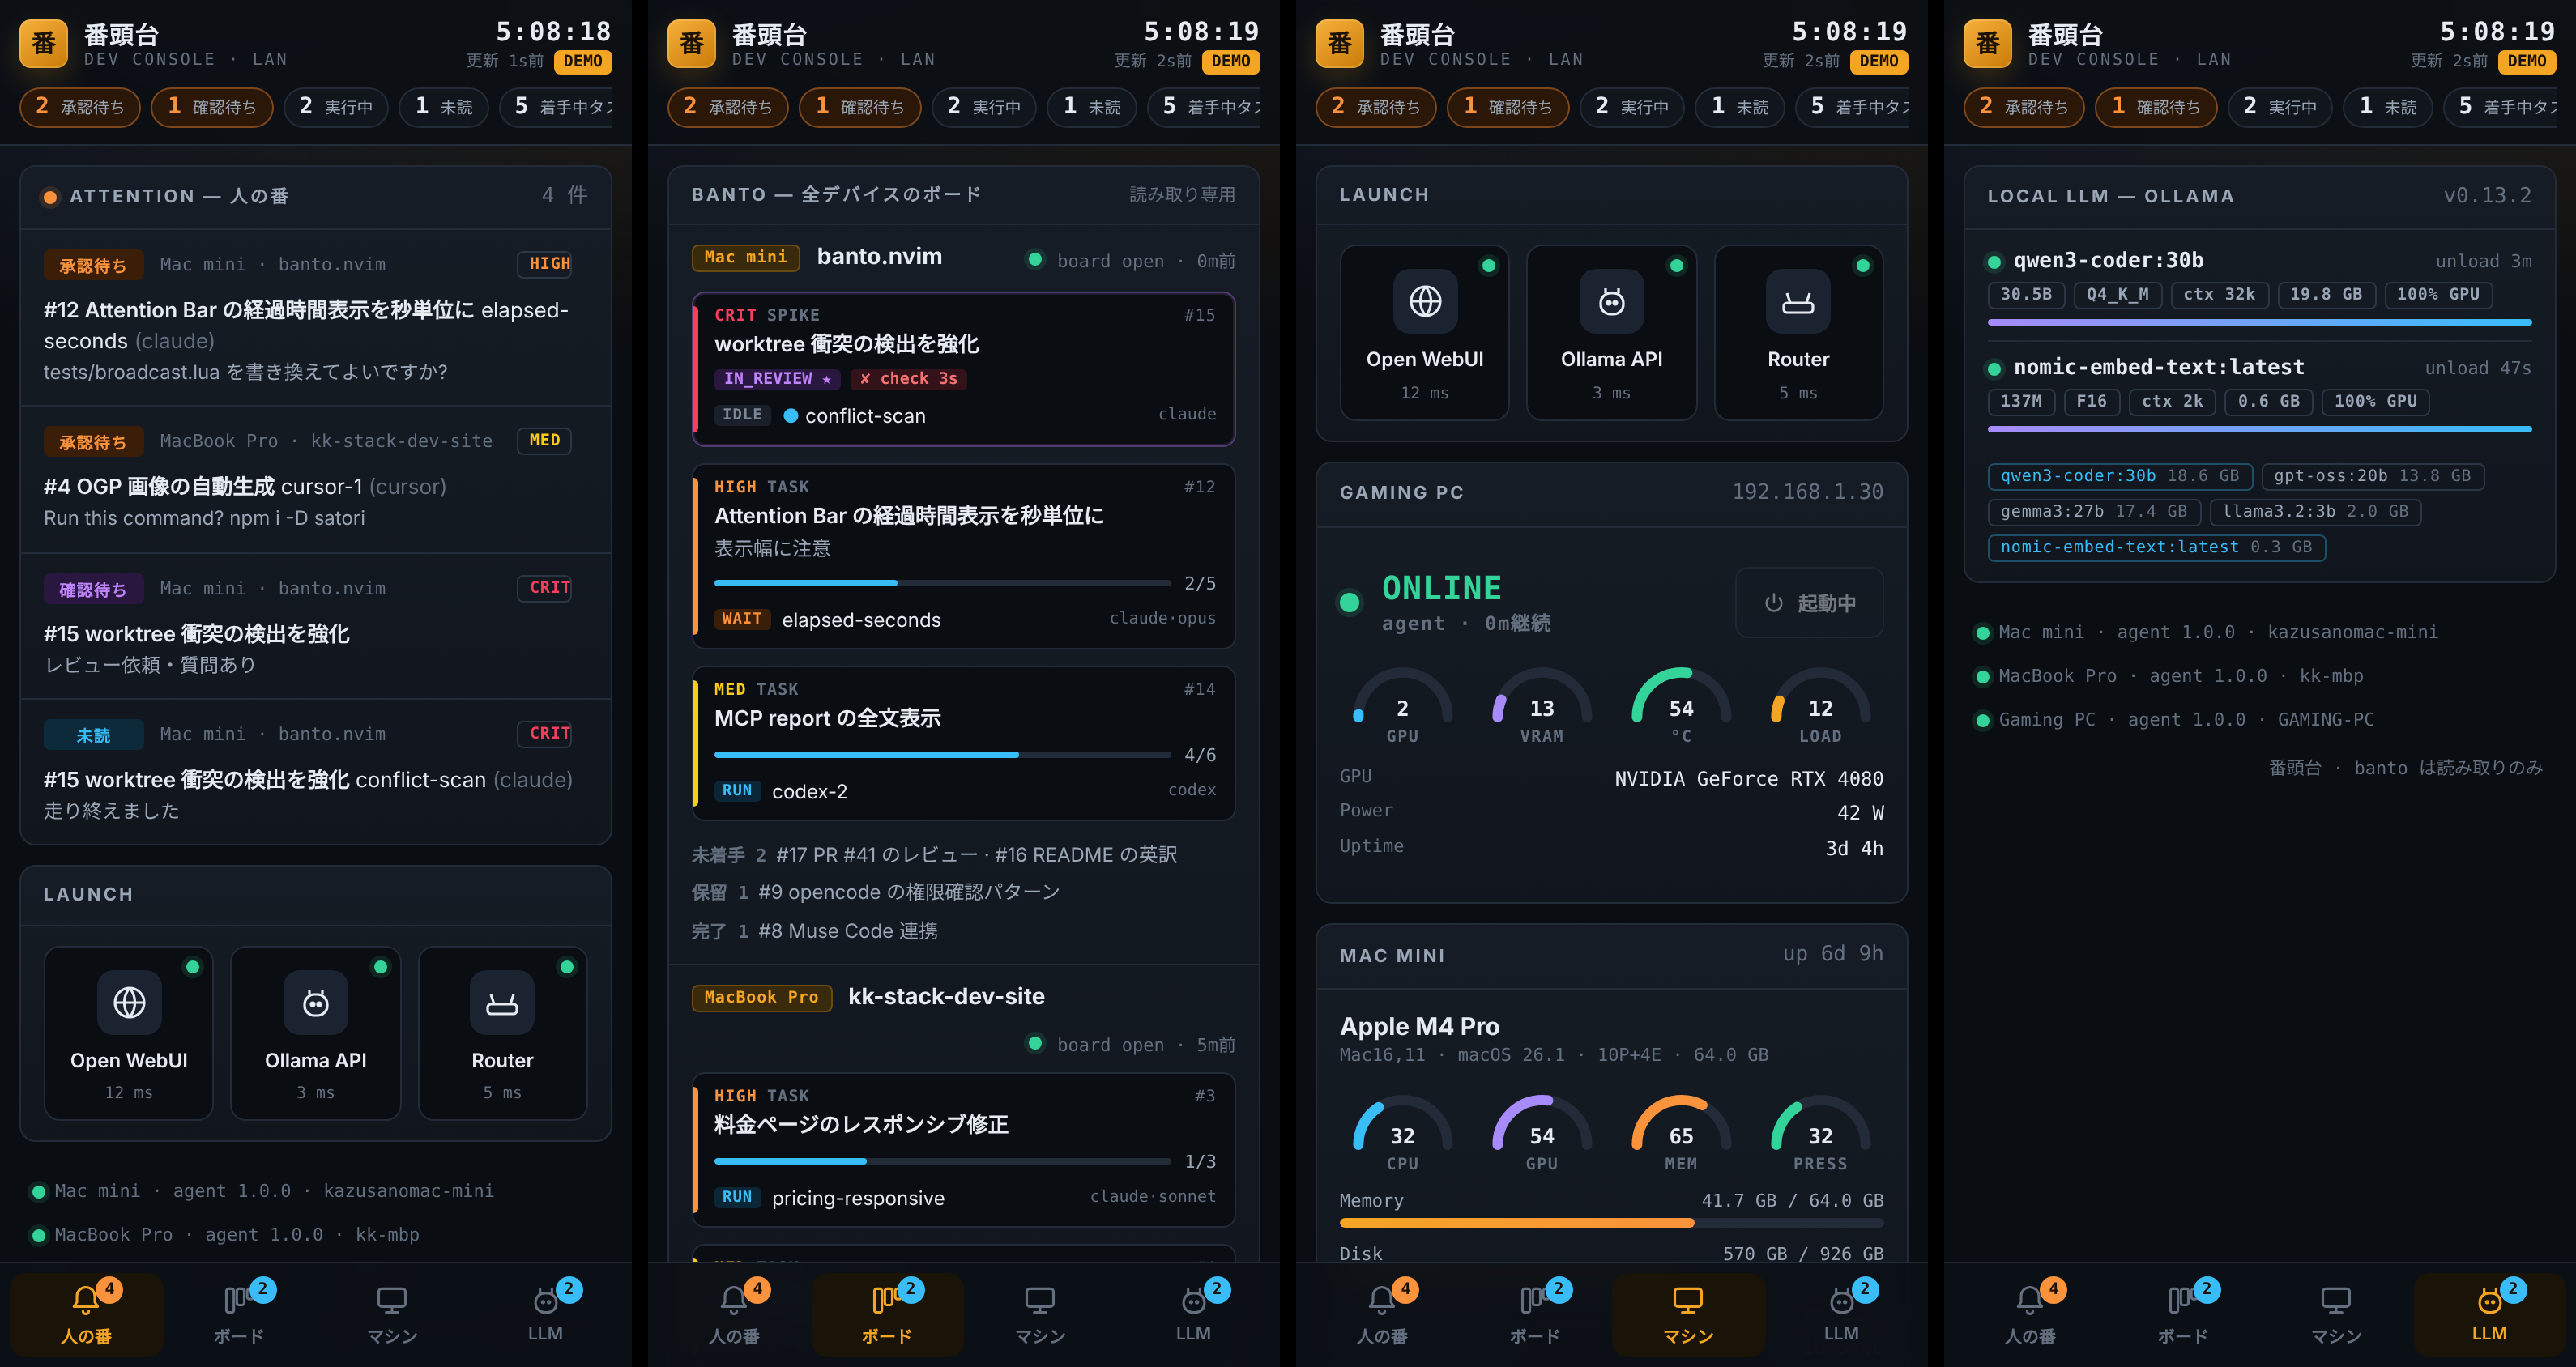 番
番頭台
DEV CONSOLE · LAN
5:08:18
更新 1s前 DEMO
2 承認待ち
1 確認待ち
2 実行中
1 未読
5 着手中タス
ATTENTION — 人の番
4 件
承認待ち Mac mini · banto.nvim HIGH
#12 Attention Bar の経過時間表示を秒単位に elapsed-
seconds (claude)
tests/broadcast.lua を書き換えてよいですか?
承認待ち MacBook Pro · kk-stack-dev-site MED
#4 OGP 画像の自動生成 cursor-1 (cursor)
Run this command? npm i -D satori
確認待ち Mac mini · banto.nvim CRIT
#15 worktree 衝突の検出を強化
レビュー依頼・質問あり
未読 Mac mini · banto.nvim CRIT
#15 worktree 衝突の検出を強化 conflict-scan (claude)
走り終えました
LAUNCH
Open WebUI
12 ms
Ollama API
3 ms
Router
5 ms
Mac mini · agent 1.0.0 · kazusanomac-mini
MacBook Pro · agent 1.0.0 · kk-mbp
4
人の番
2
ボード
マシン
2
LLM
番
番頭台
DEV CONSOLE · LAN
5:08:19
更新 2s前 DEMO
2 承認待ち
1 確認待ち
2 実行中
1 未読
5 着手中タス
BANTO — 全デバイスのボード
読み取り専用
Mac mini banto.nvim
board open · 0m前
CRIT SPIKE #15
worktree 衝突の検出を強化
IN_REVIEW ★ ✘ check 3s
IDLE conflict-scan claude
HIGH TASK #12
Attention Bar の経過時間表示を秒単位に
表示幅に注意
2/5
WAIT elapsed-seconds claude·opus
MED TASK #14
MCP report の全文表示
4/6
RUN codex-2 codex
未着手 2 #17 PR #41 のレビュー · #16 README の英訳
保留 1 #9 opencode の権限確認パターン
完了 1 #8 Muse Code 連携
MacBook Pro kk-stack-dev-site
board open · 5m前
HIGH TASK #3
料金ページのレスポンシブ修正
1/3
RUN pricing-responsive claude·sonnet
4
人の番
2
ボード
マシン
2
LLM
番
番頭台
DEV CONSOLE · LAN
5:08:19
更新 2s前 DEMO
2 承認待ち
1 確認待ち
2 実行中
1 未読
5 着手中タス
LAUNCH
Open WebUI
12 ms
Ollama API
3 ms
Router
5 ms
GAMING PC
192.168.1.30
ONLINE
agent · 0m継続
起動中
2
GPU
13
VRAM
54
°C
12
LOAD
GPU NVIDIA GeForce RTX 4080
Power 42 W
Uptime 3d 4h
MAC MINI
up 6d 9h
Apple M4 Pro
Mac16,11 · macOS 26.1 · 10P+4E · 64.0 GB
32
CPU
54
GPU
65
MEM
32
PRESS
Memory 41.7 GB / 64.0 GB
Disk 570 GB / 926 GB
4
人の番
2
ボード
マシン
2
LLM
番
番頭台
DEV CONSOLE · LAN
5:08:19
更新 2s前 DEMO
2 承認待ち
1 確認待ち
2 実行中
1 未読
5 着手中タス
LOCAL LLM — OLLAMA
v0.13.2
qwen3-coder:30b unload 3m
30.5B Q4_K_M ctx 32k 19.8 GB 100% GPU
nomic-embed-text:latest unload 47s
137M F16 ctx 2k 0.6 GB 100% GPU
qwen3-coder:30b 18.6 GB gpt-oss:20b 13.8 GB
gemma3:27b 17.4 GB llama3.2:3b 2.0 GB
nomic-embed-text:latest 0.3 GB
Mac mini · agent 1.0.0 · kazusanomac-mini
MacBook Pro · agent 1.0.0 · kk-mbp
Gaming PC · agent 1.0.0 · GAMING-PC
番頭台 · banto は読み取りのみ
4
人の番
2
ボード
マシン
2
LLM